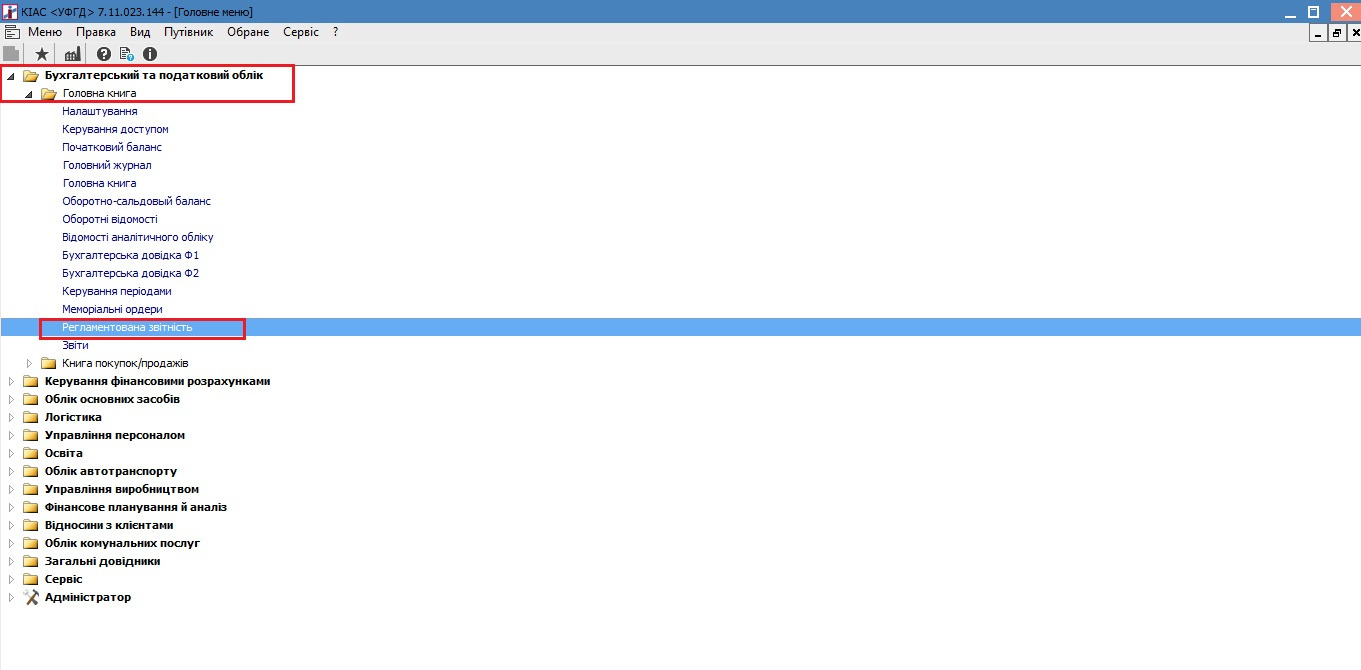 КІАС <УФГД> 7.11.023.144 - [Головне меню]
Меню Правка Вид Путівник Обране Сервіс ?
Бухгалтерський та податковий облік
Головна книга
Налаштування
Керування доступом
Початковий баланс
Головний журнал
Головна книга
Оборотно-сальдовый баланс
Оборотні відомості
Відомості аналітичного обліку
Бухгалтерська довідка Ф1
Бухгалтерська довідка Ф2
Керування періодами
Меморіальні ордери
Регламентована звітність
Звіти
Книга покупок/продажів
Керування фінансовими розрахунками
Облік основних засобів
Логістика
Управління персоналом
Освіта
Облік автотранспорту
Управління виробництвом
Фінансове планування й аналіз
Відносини з клієнтами
Облік комунальних послуг
Загальні довідники
Сервіс
Адміністратор